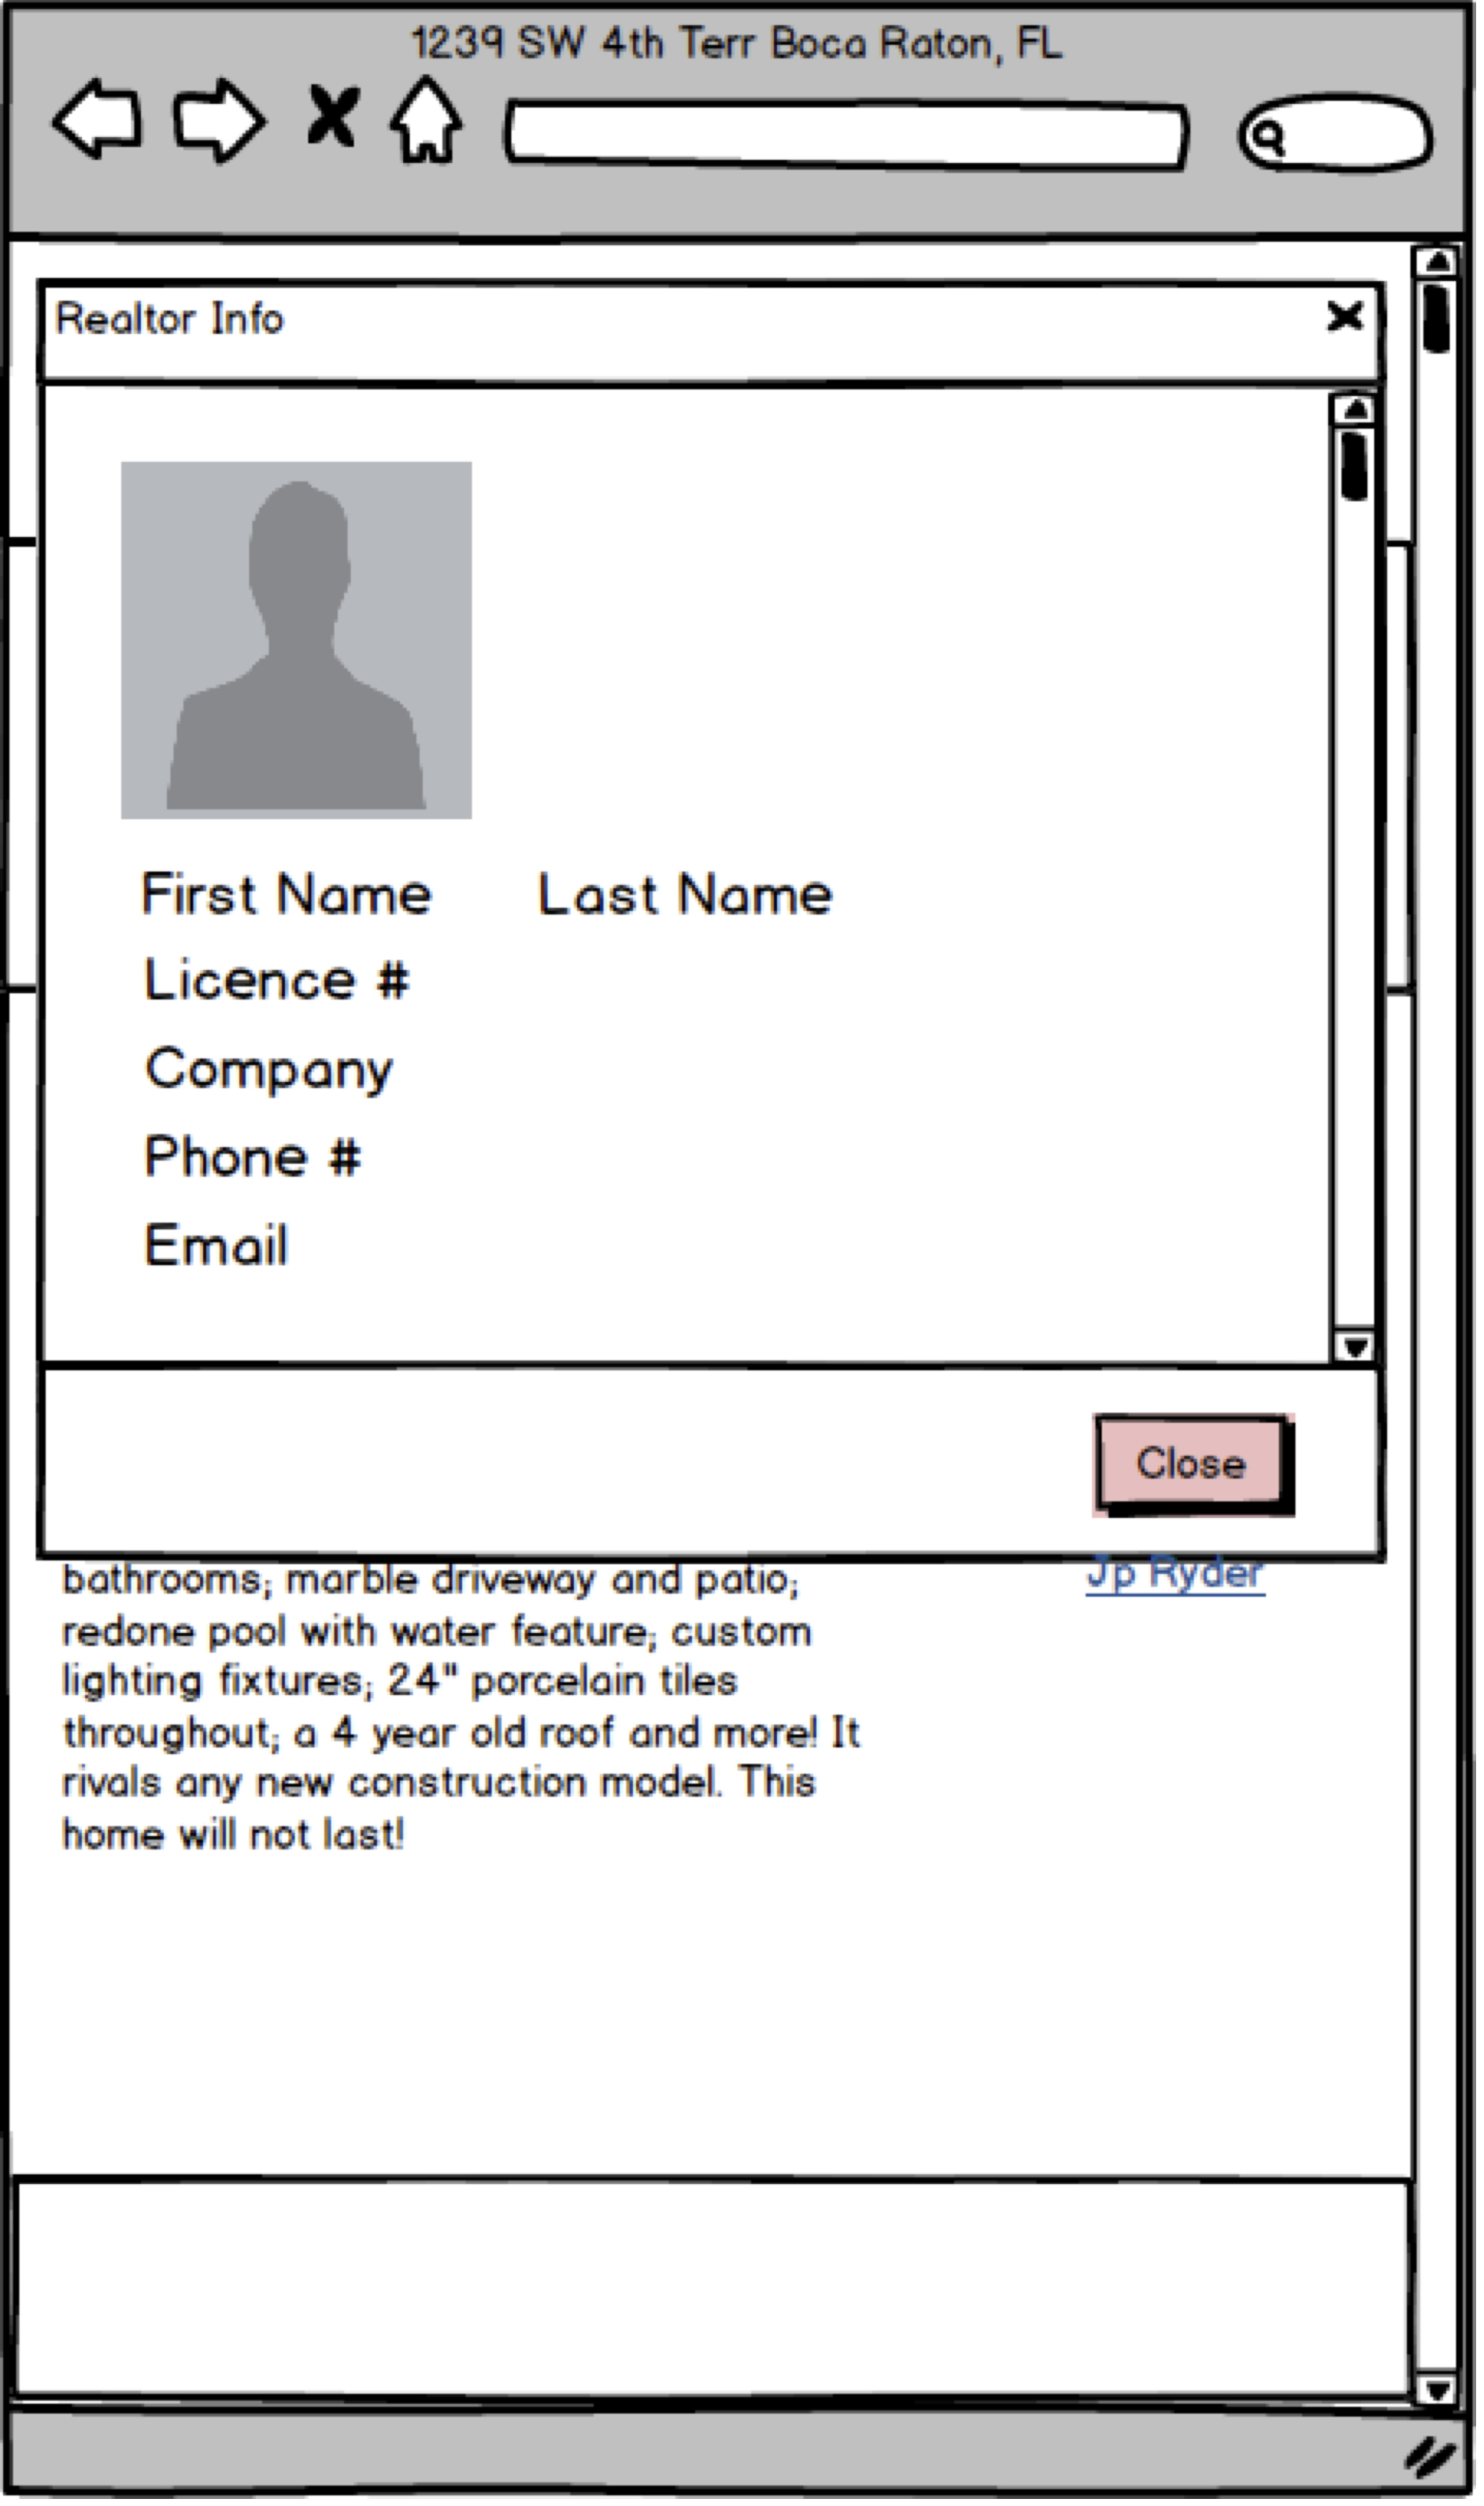 1239 SW 4th Terr Boca Raton, FL
Realtor Info
First Name Last Name
Licence #
Company
Phone #
Email
Close
bathrooms; marble driveway and patio;
Jp Ryder
redone pool with water feature; custom
lighting fixtures; 24" porcelain tiles
throughout; a 4 year old roof and more! It
rivals any new construction model. This
home will not last!